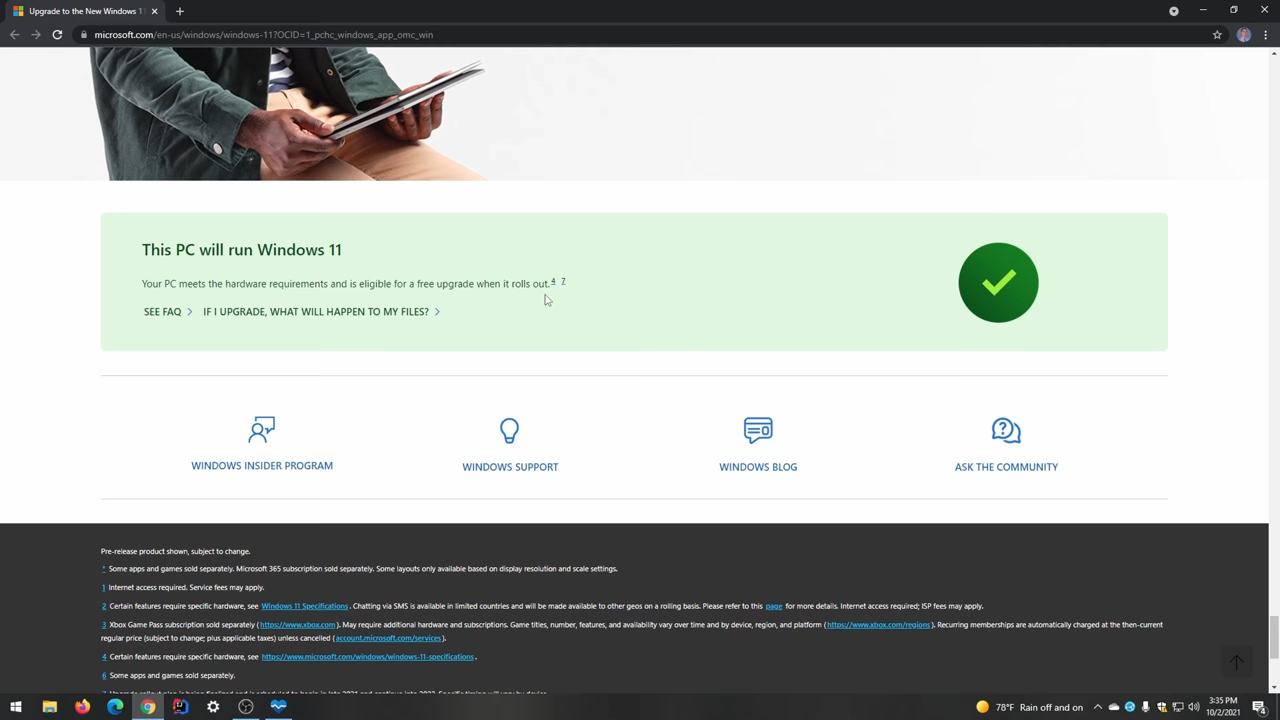 Upgrade to the New Windows 11
microsoft.com/en-us/windows/windows-11?OCID=1_pchc_windows_app_omc_win
This PC will run Windows 11
Your PC meets the hardware requirements and is eligible for a free upgrade when it rolls out.4 7
SEE FAQ IF I UPGRADE, WHAT WILL HAPPEN TO MY FILES?
WINDOWS INSIDER PROGRAM WINDOWS SUPPORT WINDOWS BLOG ASK THE COMMUNITY
Pre-release product shown, subject to change.
* Some apps and games sold separately. Microsoft 365 subscription sold separately. Some layouts only available based on display resolution and scale settings.
1 Internet access required. Service fees may apply.
2 Certain features require specific hardware, see Windows 11 Specifications. Chatting via SMS is available in limited countries and will be made available to other geos on a rolling basis. Please refer to this page for more details. Internet access required; ISP fees may apply.
3 Xbox Game Pass subscription sold separately (https://www.xbox.com). May require additional hardware and subscriptions. Game titles, number, features, and availability vary over time and by device, region, and platform (https://www.xbox.com/regions). Recurring memberships are automatically charged at the then-current
regular price (subject to change; plus applicable taxes) unless cancelled (account.microsoft.com/services).
4 Certain features require specific hardware, see https://www.microsoft.com/windows/windows-11-specifications.
6 Some apps sold separately.
78°F Rain off and on
3:35 PM
10/2/2021